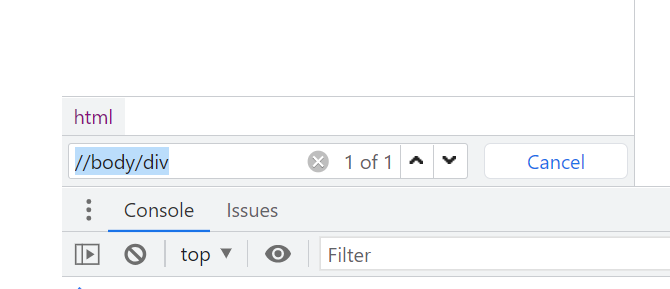 html
//body/div 1 of 1 Cancel
Console Issues
top Filter